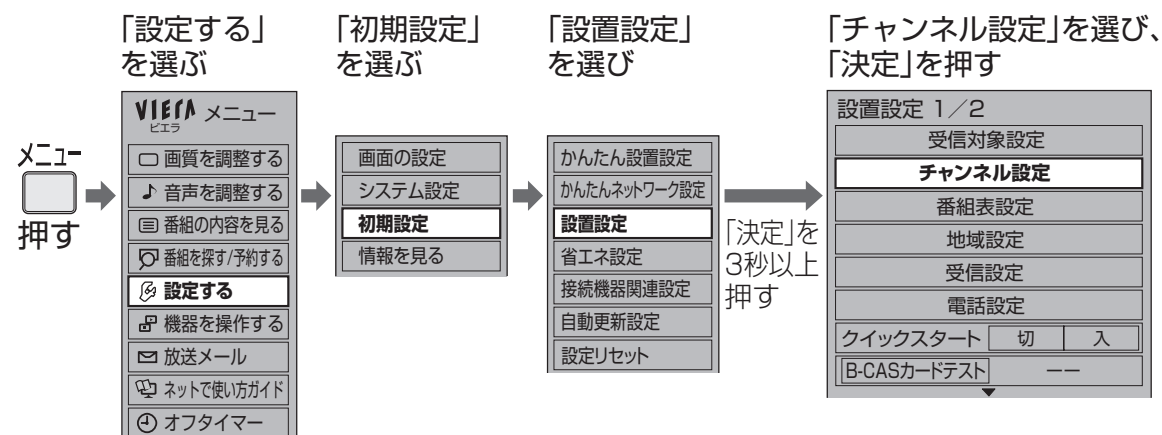 「設定する」
を選ぶ
「初期設定」
を選ぶ
「設置設定」
を選び
「チャンネル設定」を選び、
「決定」を押す
メニュー
押す
VIERA メニュー
ビエラ
画質を調整する
音声を調整する
番組の内容を見る
番組を探す/予約する
設定する
機器を操作する
放送メール
ネットで使い方ガイド
オフタイマー
画面の設定
システム設定
初期設定
情報を見る
かんたん設置設定
かんたんネットワーク設定
設置設定
省エネ設定
接続機器関連設定
自動更新設定
設定リセット
「決定」を
3秒以上
押す
設置設定 1/2
受信対象設定
チャンネル設定
番組表設定
地域設定
受信設定
電話設定
クイックスタート 切 入
B-CASカードテスト ーー